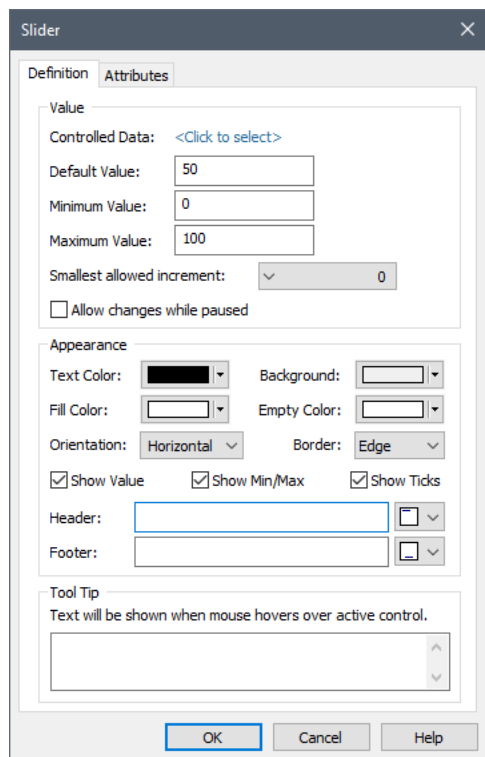 Slider
Definition Attributes
Value
Controlled Data: <Click to select>
Default Value: 50
Minimum Value: 0
Maximum Value: 100
Smallest allowed increment: 0
Allow changes while paused
Appearance
Text Color: Background:
Fill Color: Empty Color:
Orientation: Horizontal Border: Edge
Show Value Show Min/Max Show Ticks
Header:
Footer:
Tool Tip
Text will be shown when mouse hovers over active control.
OK Cancel Help